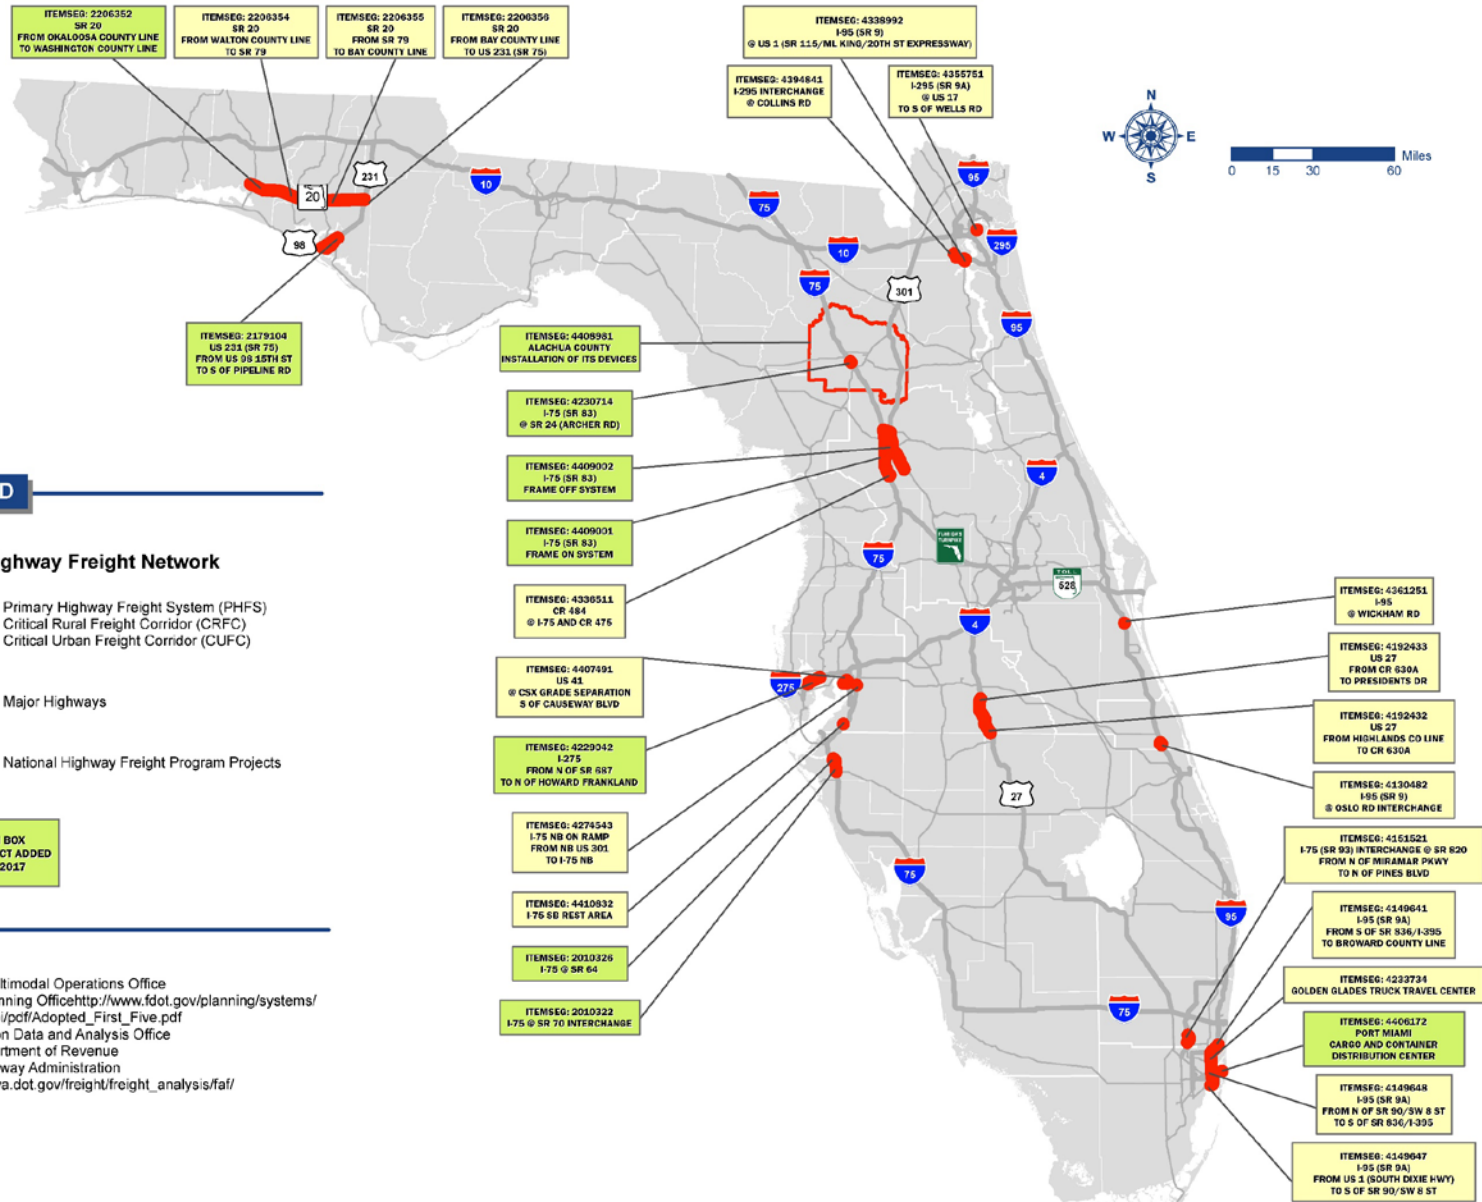 ITEMSEG: 2206352
SR 20
FROM OKALOOSA COUNTY LINE
TO WASHINGTON COUNTY LINE
ITEMSEG: 2206354
SR 20
FROM WALTON COUNTY LINE
TO SR 79
ITEMSEG: 2206355
SR 20
FROM SR 79
TO BAY COUNTY LINE
ITEMSEG: 2206356
SR 20
FROM BAY COUNTY LINE
TO US 231 (SR 75)
ITEMSEG: 4338992
I-95 (SR 9)
@ US 1 (SR 115/ML KING/20TH ST EXPRESSWAY)
ITEMSEG: 4394841
I-295 INTERCHANGE
@ COLLINS RD
ITEMSEG: 4355751
I-295 (SR 9A)
@ US 17
TO S OF WELLS RD
N
W
E
S
Miles
0 15 30 60
231
20
98
10
75
10
75
95
295
301
95
ITEMSEG: 2179104
US 231 (SR 75)
FROM US 98 15TH ST
TO S OF PIPELINE RD
ITEMSEG: 4408981
ALACHUA COUNTY
INSTALLATION OF ITS DEVICES
ITEMSEG: 4230714
I-75 (SR 83)
@ SR 24 (ARCHER RD)
ITEMSEG: 4409002
I-75 (SR 83)
FRAME OFF SYSTEM
ITEMSEG: 4409001
I-75 (SR 83)
FRAME ON SYSTEM
ITEMSEG: 4336511
CR 484
@ I-75 AND CR 475
4
75
FLORIDA'S
TURNPIKE
TOLL
528
4
275
27
75
95
75
D
ghway Freight Network
Primary Highway Freight System (PHFS)
Critical Rural Freight Corridor (CRFC)
Critical Urban Freight Corridor (CUFC)
Major Highways
National Highway Freight Program Projects
BOX
CT ADDED
2017
ltimodal Operations Office
nning Officehttp://www.fdot.gov/planning/systems/
i/pdf/Adopted_First_Five.pdf
on Data and Analysis Office
rtment of Revenue
way Administration
va.dot.gov/freight/freight_analysis/faf/
ITEMSEG: 4407491
US 41
@ CSX GRADE SEPARATION
S OF CAUSEWAY BLVD
ITEMSEG: 4229042
I-275
FROM N OF SR 687
TO N OF HOWARD FRANKLAND
ITEMSEG: 4274543
I-75 NB ON RAMP
FROM NB US 301
TO I-75 NB
ITEMSEG: 4410832
I-75 SB REST AREA
ITEMSEG: 2010326
I-75 @ SR 64
ITEMSEG: 2010322
I-75 @ SR 70 INTERCHANGE
ITEMSEG: 4361251
I-95
@ WICKHAM RD
ITEMSEG: 4192433
US 27
FROM CR 630A
TO PRESIDENTS DR
ITEMSEG: 4192432
US 27
FROM HIGHLANDS CO LINE
TO CR 630A
ITEMSEG: 4130482
I-95 (SR 9)
@ OSLO RD INTERCHANGE
ITEMSEG: 4151521
I-75 (SR 93) INTERCHANGE @ SR 820
FROM N OF MIRAMAR PKWY
TO N OF PINES BLVD
ITEMSEG: 4149641
I-95 (SR 9A)
FROM S OF SR 836/I-395
TO BROWARD COUNTY LINE
ITEMSEG: 4233734
GOLDEN GLADES TRUCK TRAVEL CENTER
ITEMSEG: 4406172
PORT MIAMI
CARGO AND CONTAINER
DISTRIBUTION CENTER
ITEMSEG: 4149648
I-95 (SR 9A)
FROM N OF SR 90/SW 8 ST
TO S OF SR 836/I-395
ITEMSEG: 4149647
I-95 (SR 9A)
FROM US 1 (SOUTH DIXIE HWY)
TO S OF SR 90/SW 8 ST